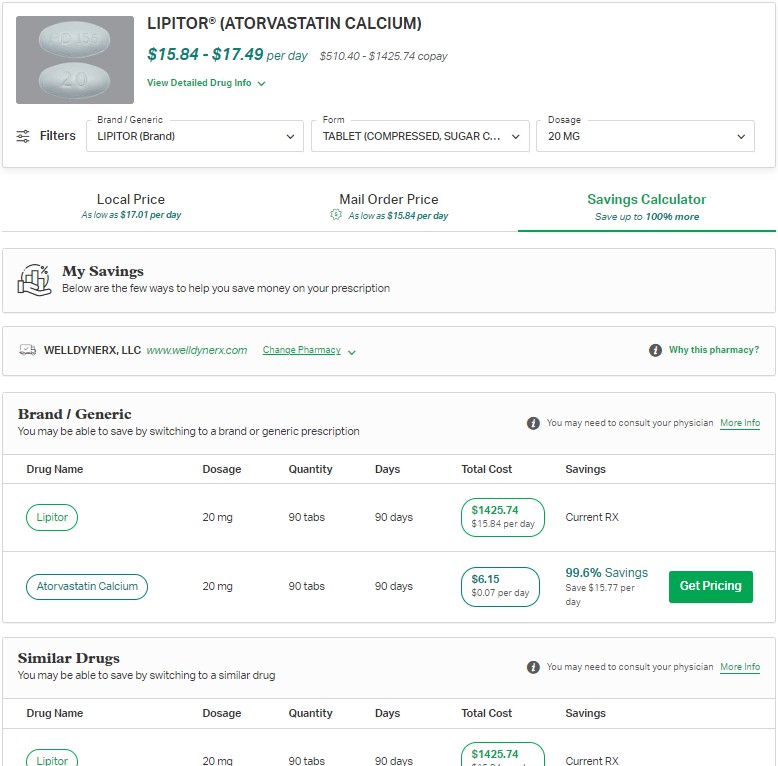 LIPITOR® (ATORVASTATIN CALCIUM)
$15.84 - $17.49 per day $510.40 - $1425.74 copay
View Detailed Drug Info
20
Filters
Brand / Generic
LIPITOR (Brand)
Form
TABLET (COMPRESSED, SUGAR C...
Dosage
20 MG
Local Price
As low as $17.01 per day
Mail Order Price
As low as $15.84 per day
Savings Calculator
Save up to 100% more
My Savings
Below are the few ways to help you save money on your prescription
WELLDYNERX, LLC www.welldynerx.com Change Pharmacy
Why this pharmacy?
Brand / Generic
You may be able to save by switching to a brand or generic prescription
You may need to consult your physician More Info
Drug Name Dosage Quantity Days Total Cost Savings
Lipitor 20 mg 90 tabs 90 days $1425.74 Current RX
$15.84 per day
Atorvastatin Calcium 20 mg 90 tabs 90 days $6.15 99.6% Savings Get Pricing
$0.07 per day Save $15.77 per
day
Similar Drugs
You may be able to save by switching to a similar drug
You may need to consult your physician More Info
Drug Name Dosage Quantity Days Total Cost Savings
Lipitor 20 mg 90 tabs 90 days $1425.74 Current RX